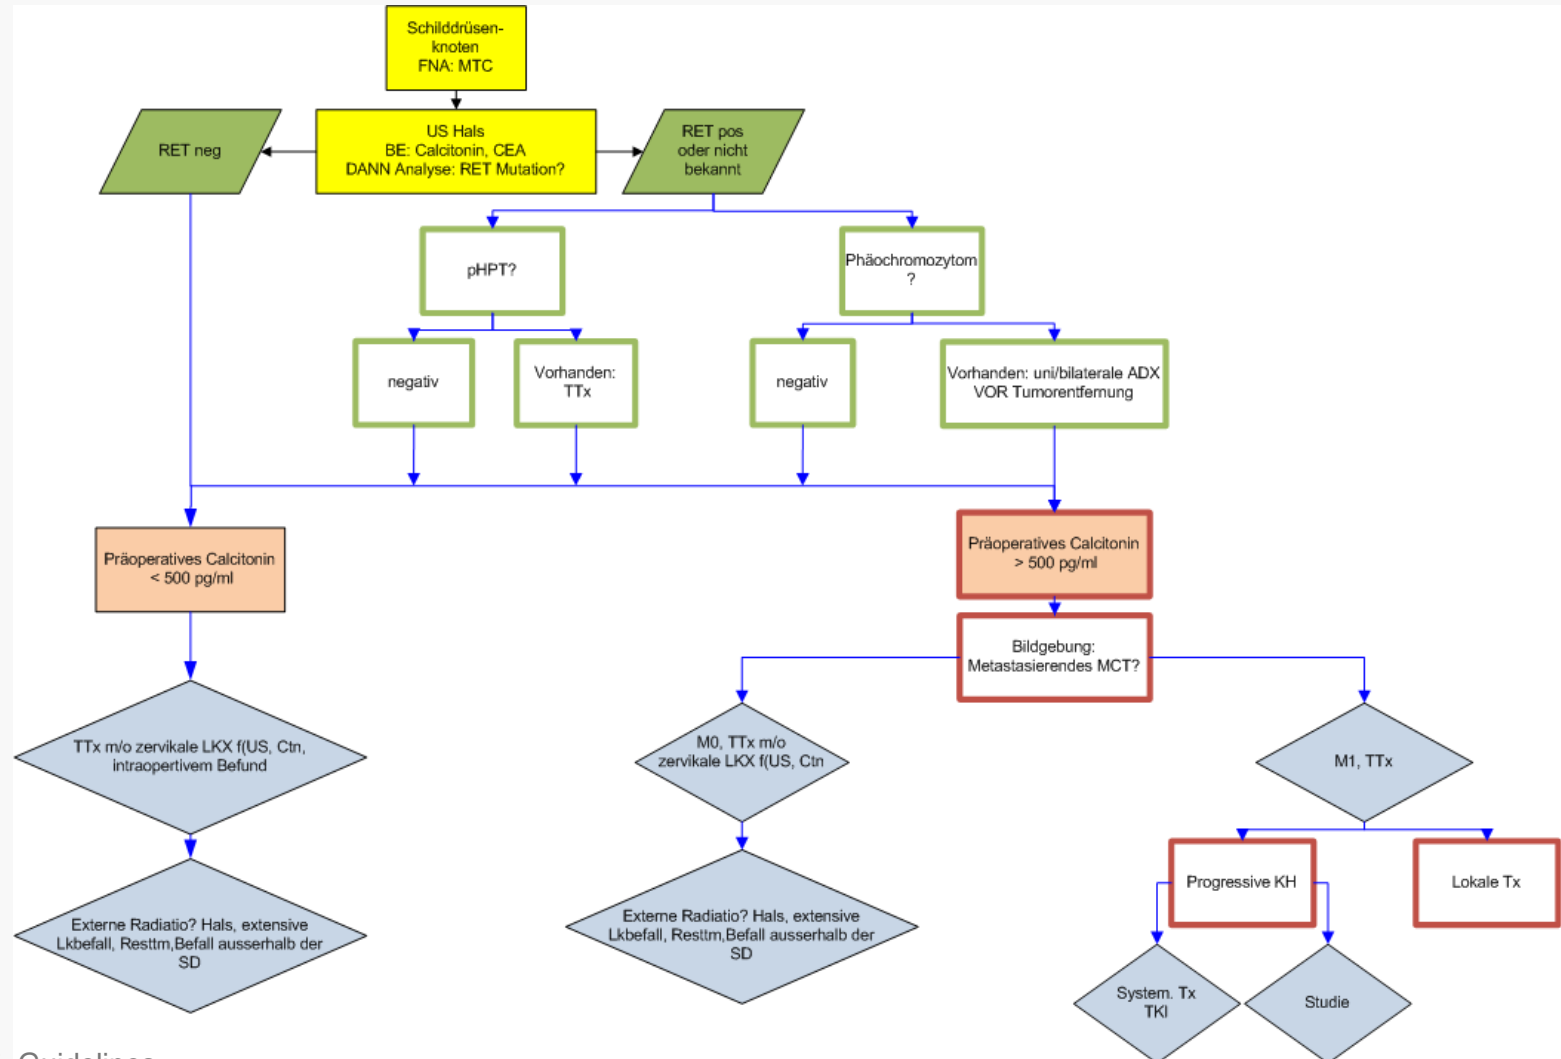 Schilddrüsen-
knoten
FNA: MTC
RET neg
US Hals
BE: Calcitonin, CEA
DANN Analyse: RET Mutation?
RET pos
oder nicht
bekannt
pHPT?
Phäochromozytom
?
negativ
Vorhanden:
TTx
negativ
Vorhanden: uni/bilaterale ADX
VOR Tumorentfernung
Präoperatives Calcitonin
< 500 pg/ml
Präoperatives Calcitonin
> 500 pg/ml
Bildgebung:
Metastasierendes MCT?
TTx m/o zervikale LKX f(US, Ctn,
intraopertivem Befund
M0, TTx m/o
zervikale LKX f(US, Ctn
M1, TTx
Progressive KH
Lokale Tx
Externe Radiatio? Hals, extensive
Lkbefall, Resttm,Befall ausserhalb der
SD
Externe Radiatio? Hals, extensive
Lkbefall, Resttm,Befall ausserhalb der
SD
System. Tx
TKI
Studie
Guidelines